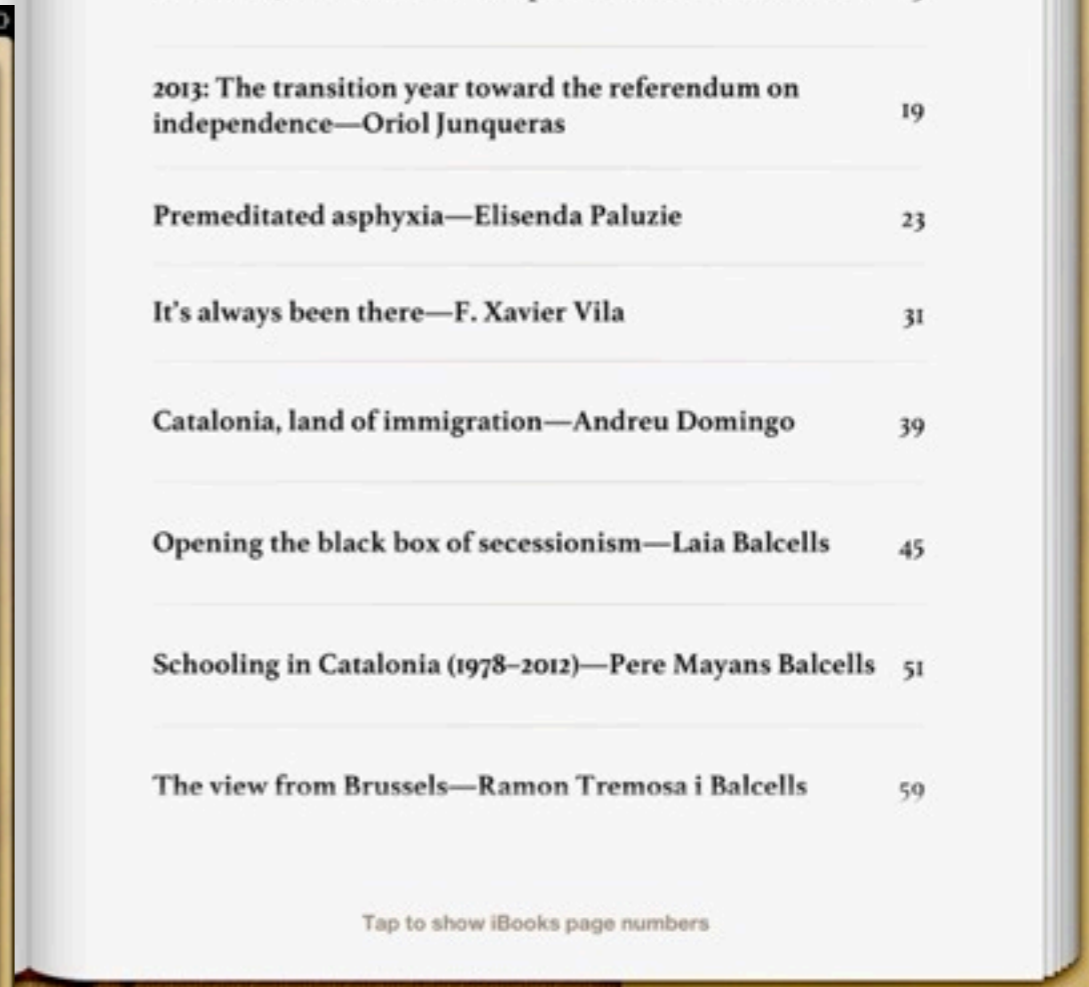 2013: The transition year toward the referendum on
independence—Oriol Junqueras 19
Premeditated asphyxia—Elisenda Paluzie 23
It's always been there—F. Xavier Vila 31
Catalonia, land of immigration—Andreu Domingo 39
Opening the black box of secessionism—Laia Balcells 45
Schooling in Catalonia (1978–2012)—Pere Mayans Balcells 51
The view from Brussels—Ramon Tremosa i Balcells 59
Tap to show iBooks page numbers